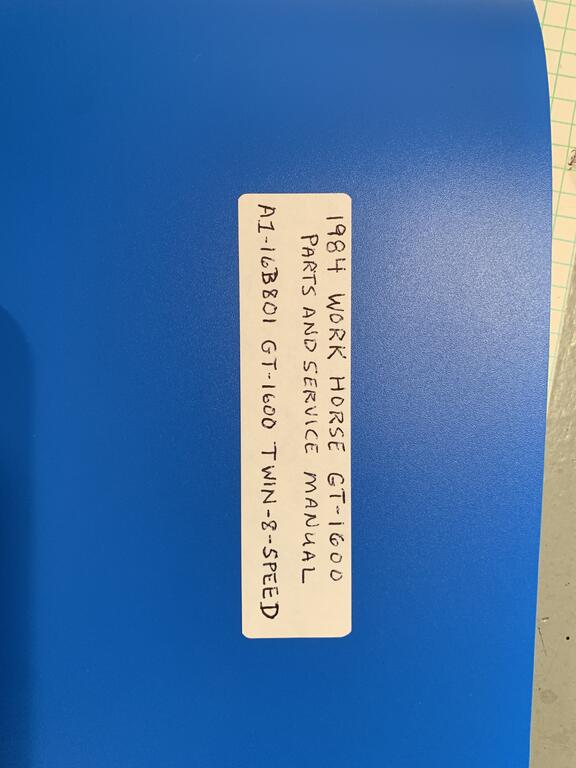 1984 WORK HORSE GT-1600
PARTS AND SERVICE MANUAL
A1-16B801 GT-1600 TWIN-8-SPEED